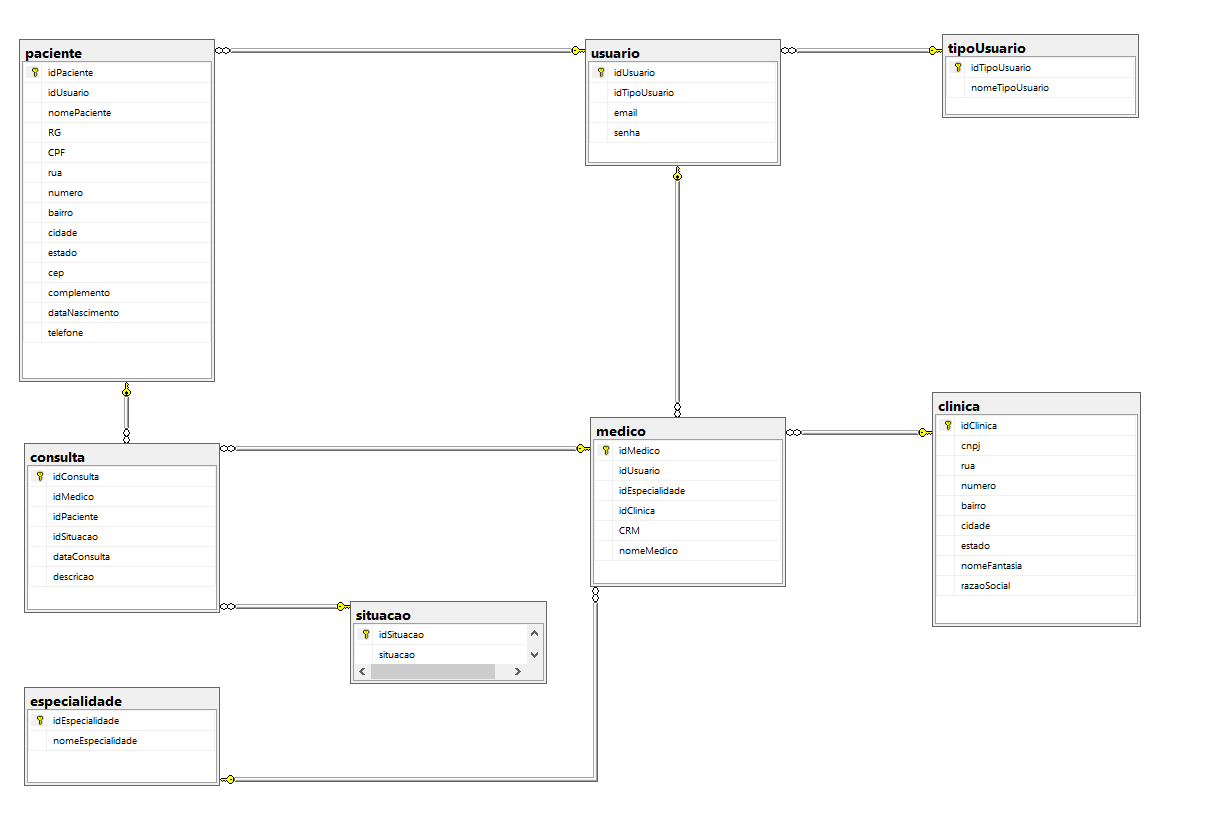 paciente
idPaciente
idUsuario
nomePaciente
RG
CPF
rua
numero
bairro
cidade
estado
cep
complemento
dataNascimento
telefone
usuario
idUsuario
idTipoUsuario
email
senha
tipoUsuario
idTipoUsuario
nomeTipoUsuario
consulta
idConsulta
idMedico
idPaciente
idSituacao
dataConsulta
descricao
medico
idMedico
idUsuario
idEspecialidade
idClinica
CRM
nomeMedico
clinica
idClinica
cnpj
rua
numero
bairro
cidade
estado
nomeFantasia
razaoSocial
situacao
idSituacao
situacao
especialidade
idEspecialidade
nomeEspecialidade